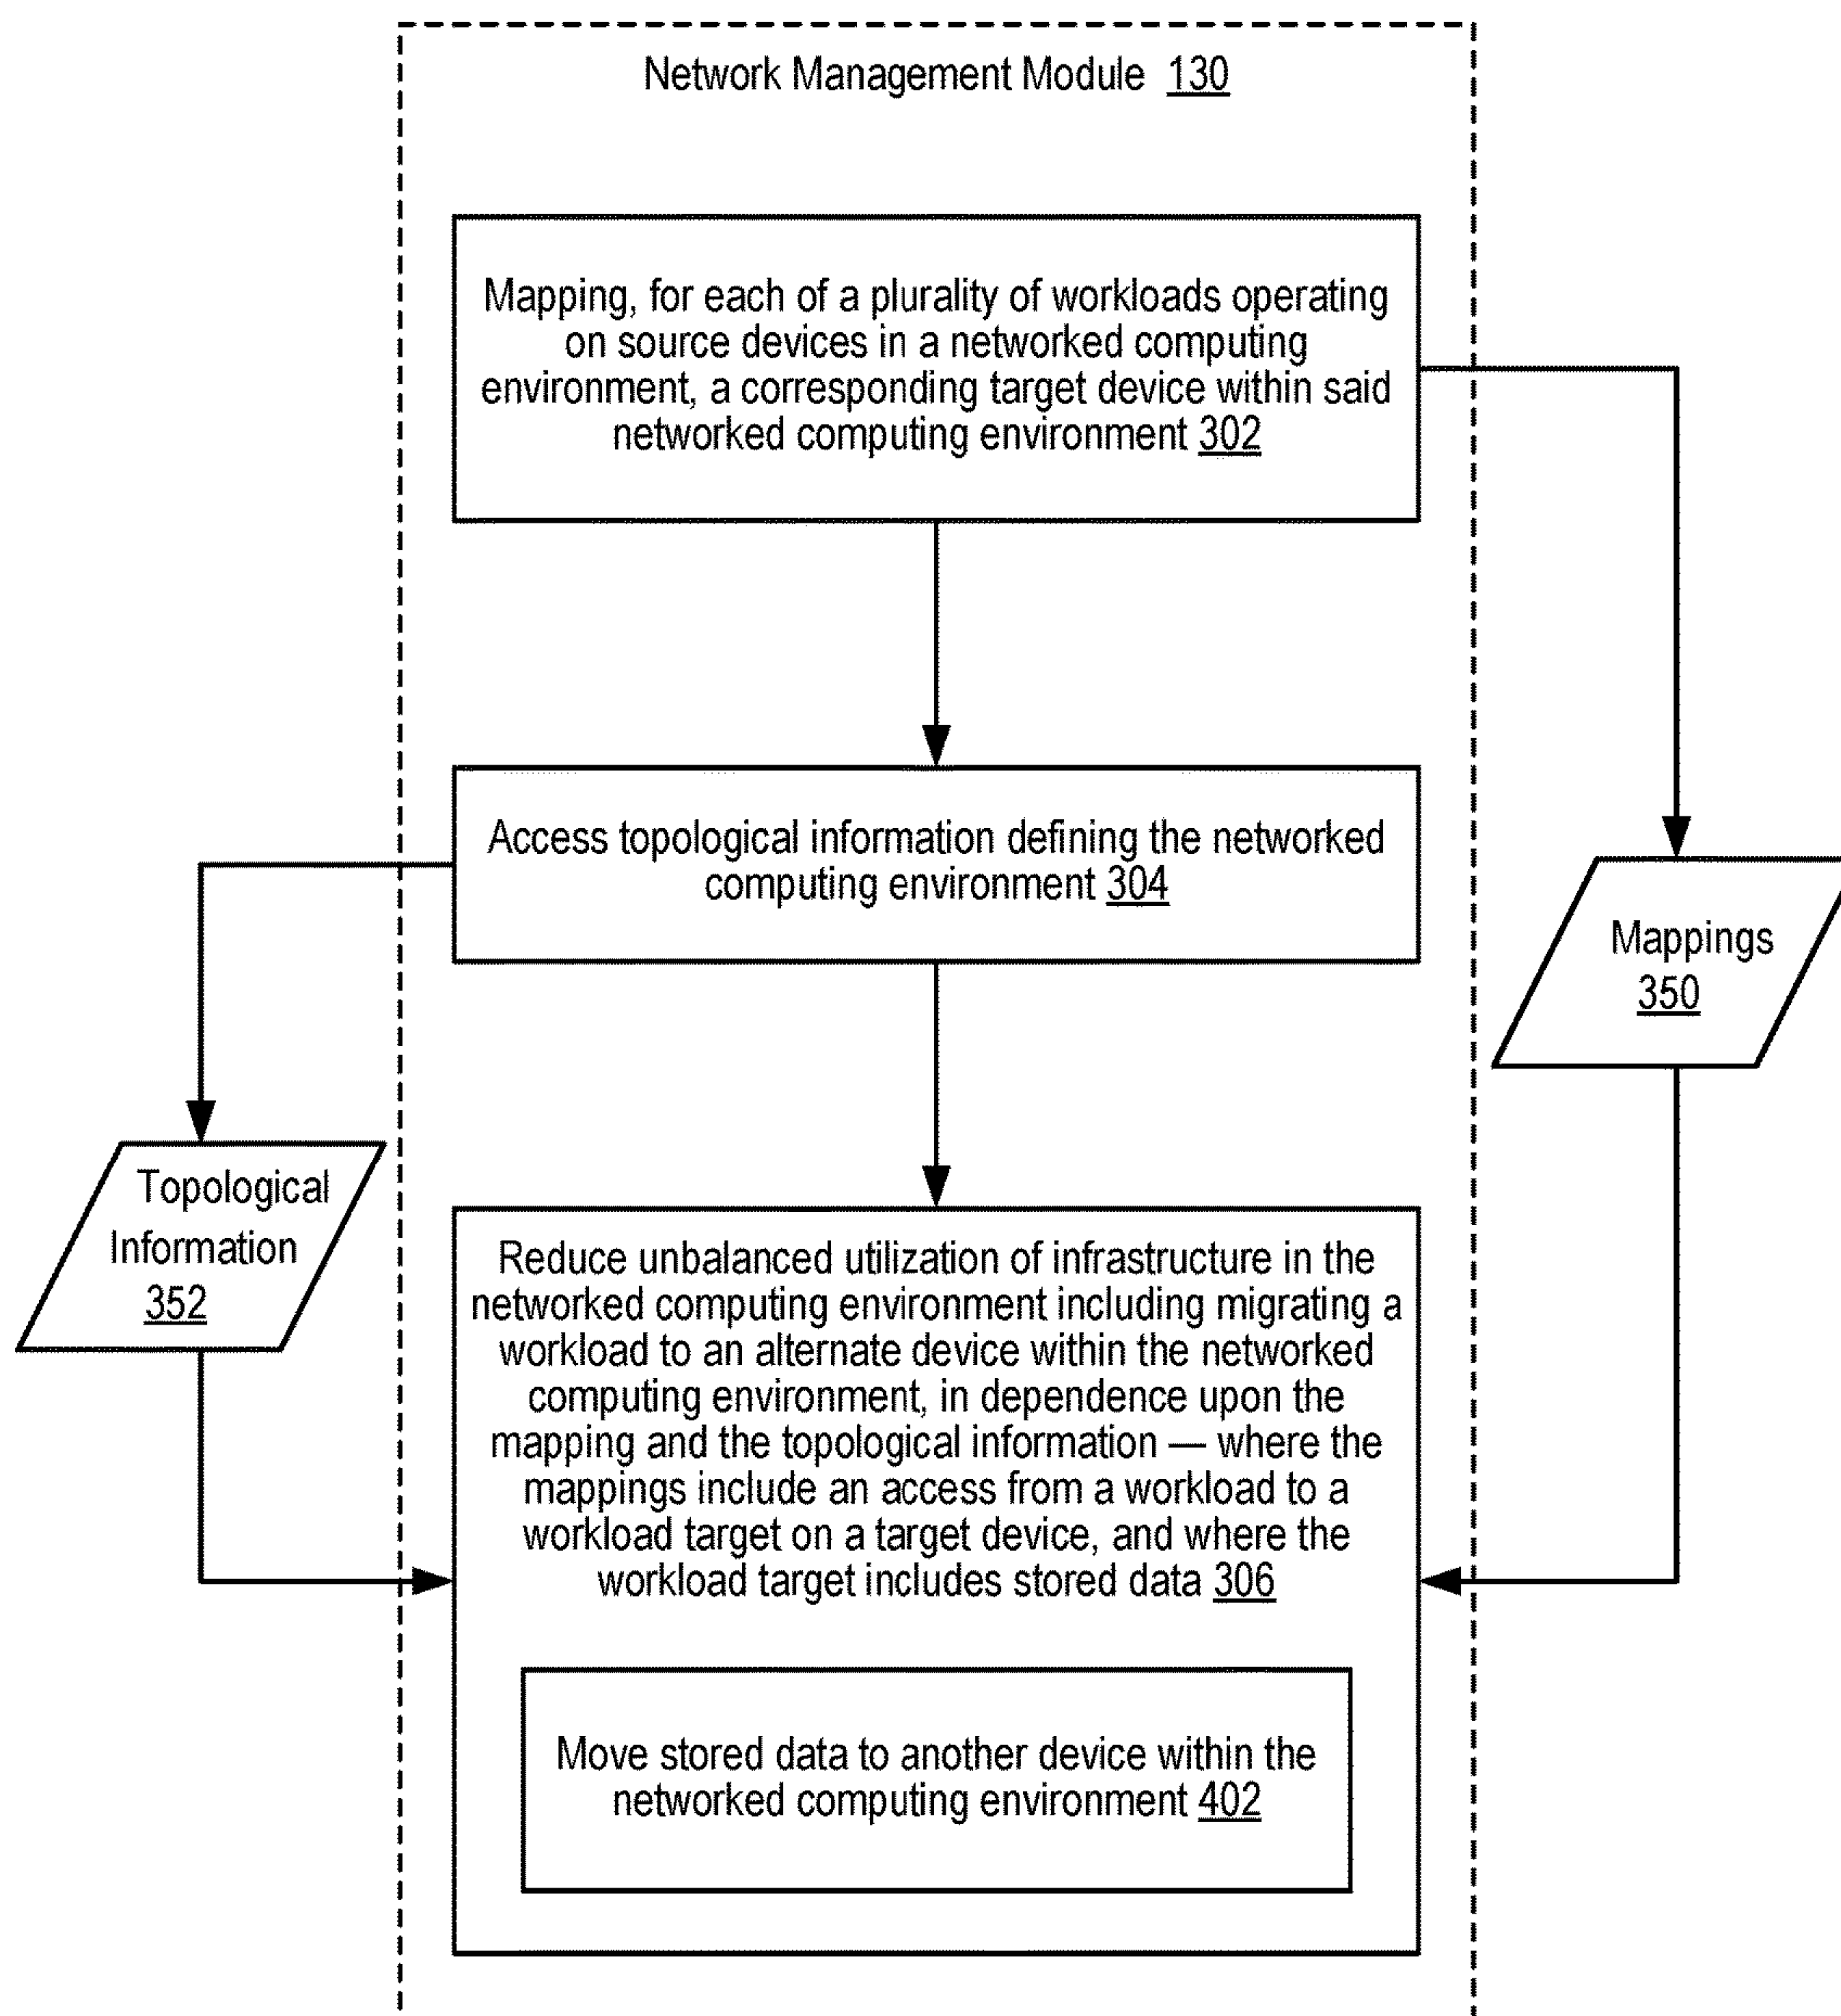 Network Management Module 130
Mapping, for each of a plurality of workloads operating
on source devices in a networked computing
environment, a corresponding target device within said
networked computing environment 302
Access topological information defining the networked
computing environment 304
Mappings
350
Topological
Information
352
Reduce unbalanced utilization of infrastructure in the
networked computing environment including migrating a
workload to an alternate device within the networked
computing environment, in dependence upon the
mapping and the topological information — where the
mappings include an access from a workload to a
workload target on a target device, and where the
workload target includes stored data 306
Move stored data to another device within the
networked computing environment 402